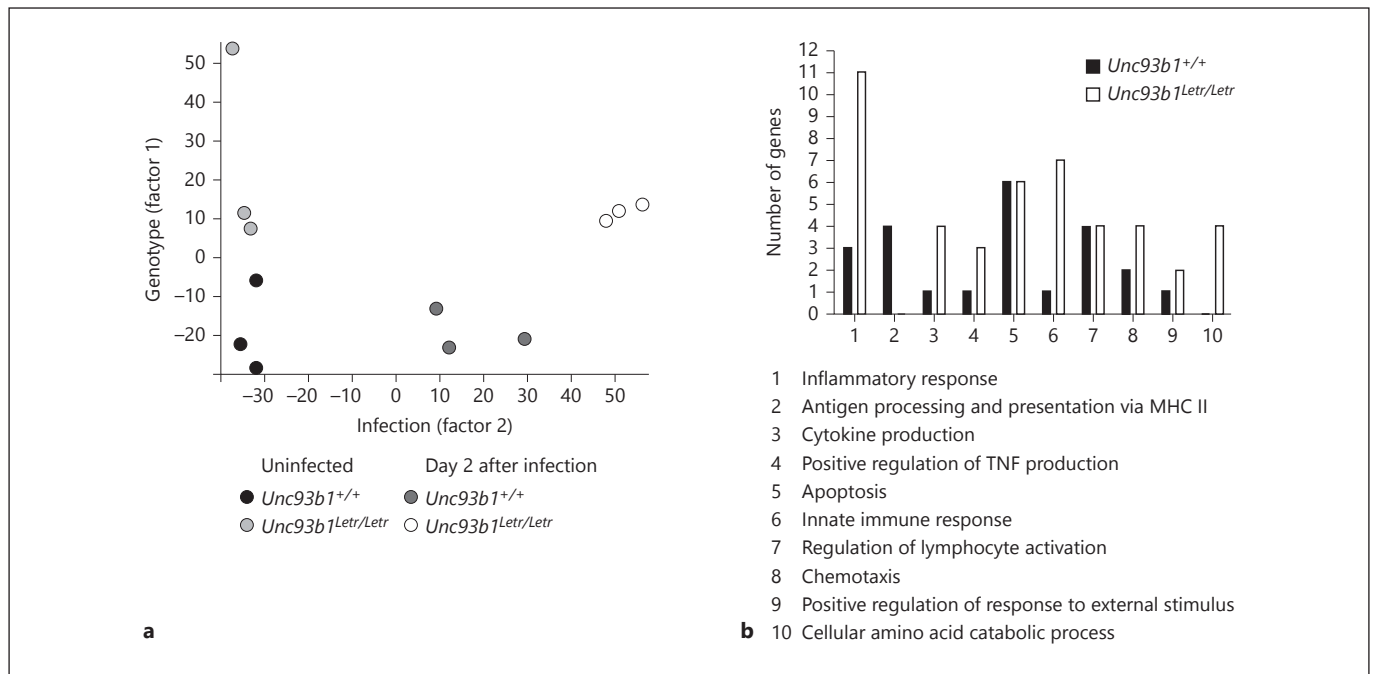 50
40
30
20
10
0
–10
–20
Genotype (factor 1)
–30 –20 –10 0 10 20 30 40 50
Infection (factor 2)
Uninfected Day 2 after infection
Unc93b1+/+ Unc93b1+/+
Unc93b1Letr/Letr Unc93b1Letr/Letr
a
12
11
10
9
8
7
6
5
4
3
2
1
0
Number of genes
Unc93b1+/+
Unc93b1Letr/Letr
1 2 3 4 5 6 7 8 9 10
1 Inflammatory response
2 Antigen processing and presentation via MHC II
3 Cytokine production
4 Positive regulation of TNF production
5 Apoptosis
6 Innate immune response
7 Regulation of lymphocyte activation
8 Chemotaxis
9 Positive regulation of response to external stimulus
b 10 Cellular amino acid catabolic process